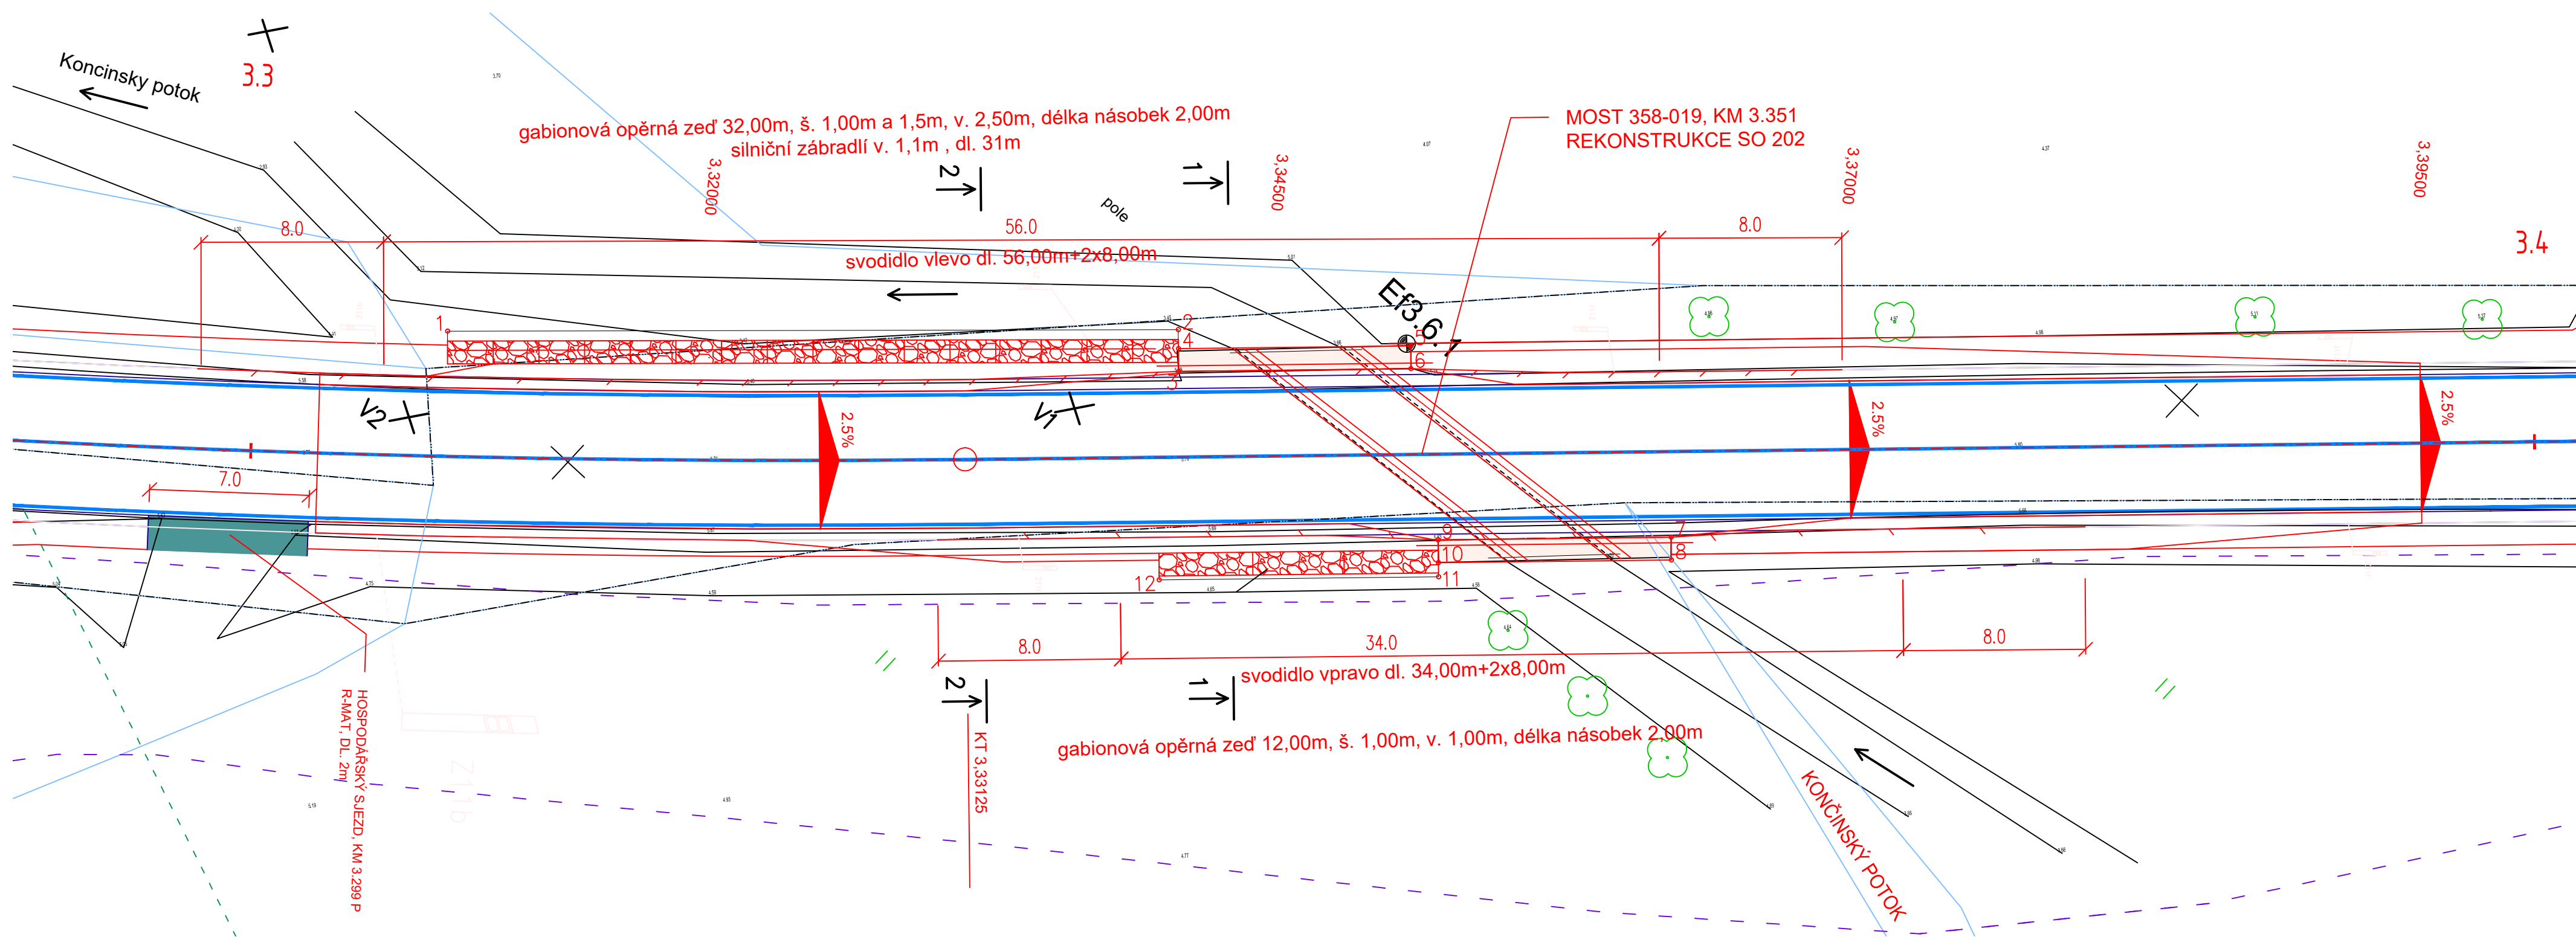 Koncinsky potok
3.3
gabionová opěrná zeď 32,00m, š. 1,00m a 1,5m, v. 2,50m, délka násobek 2,00m
silniční zábradlí v. 1,1m , dl. 31m
MOST 358-019, KM 3.351
REKONSTRUKCE SO 202
3,32000
3,34500
3,37000
3,39500
2
1
pole
8.0
56.0
8.0
3.4
svodidlo vlevo dl. 56,00m+2x8,00m
Ef3.6.1
1
2
4
3
5
6
V2
V1
2.5%
2.5%
2.5%
7.0
9
10
11
12
7
8
8.0
34.0
8.0
svodidlo vpravo dl. 34,00m+2x8,00m
2
1
gabionová opěrná zeď 12,00m, š. 1,00m, v. 1,00m, délka násobek 2,00m
KT 3,33125
HOSPODÁŘSKÝ SJEZD, KM 3.299 P
R-MAT, DL. 2m
Z11b
KONČINSKÝ POTOK